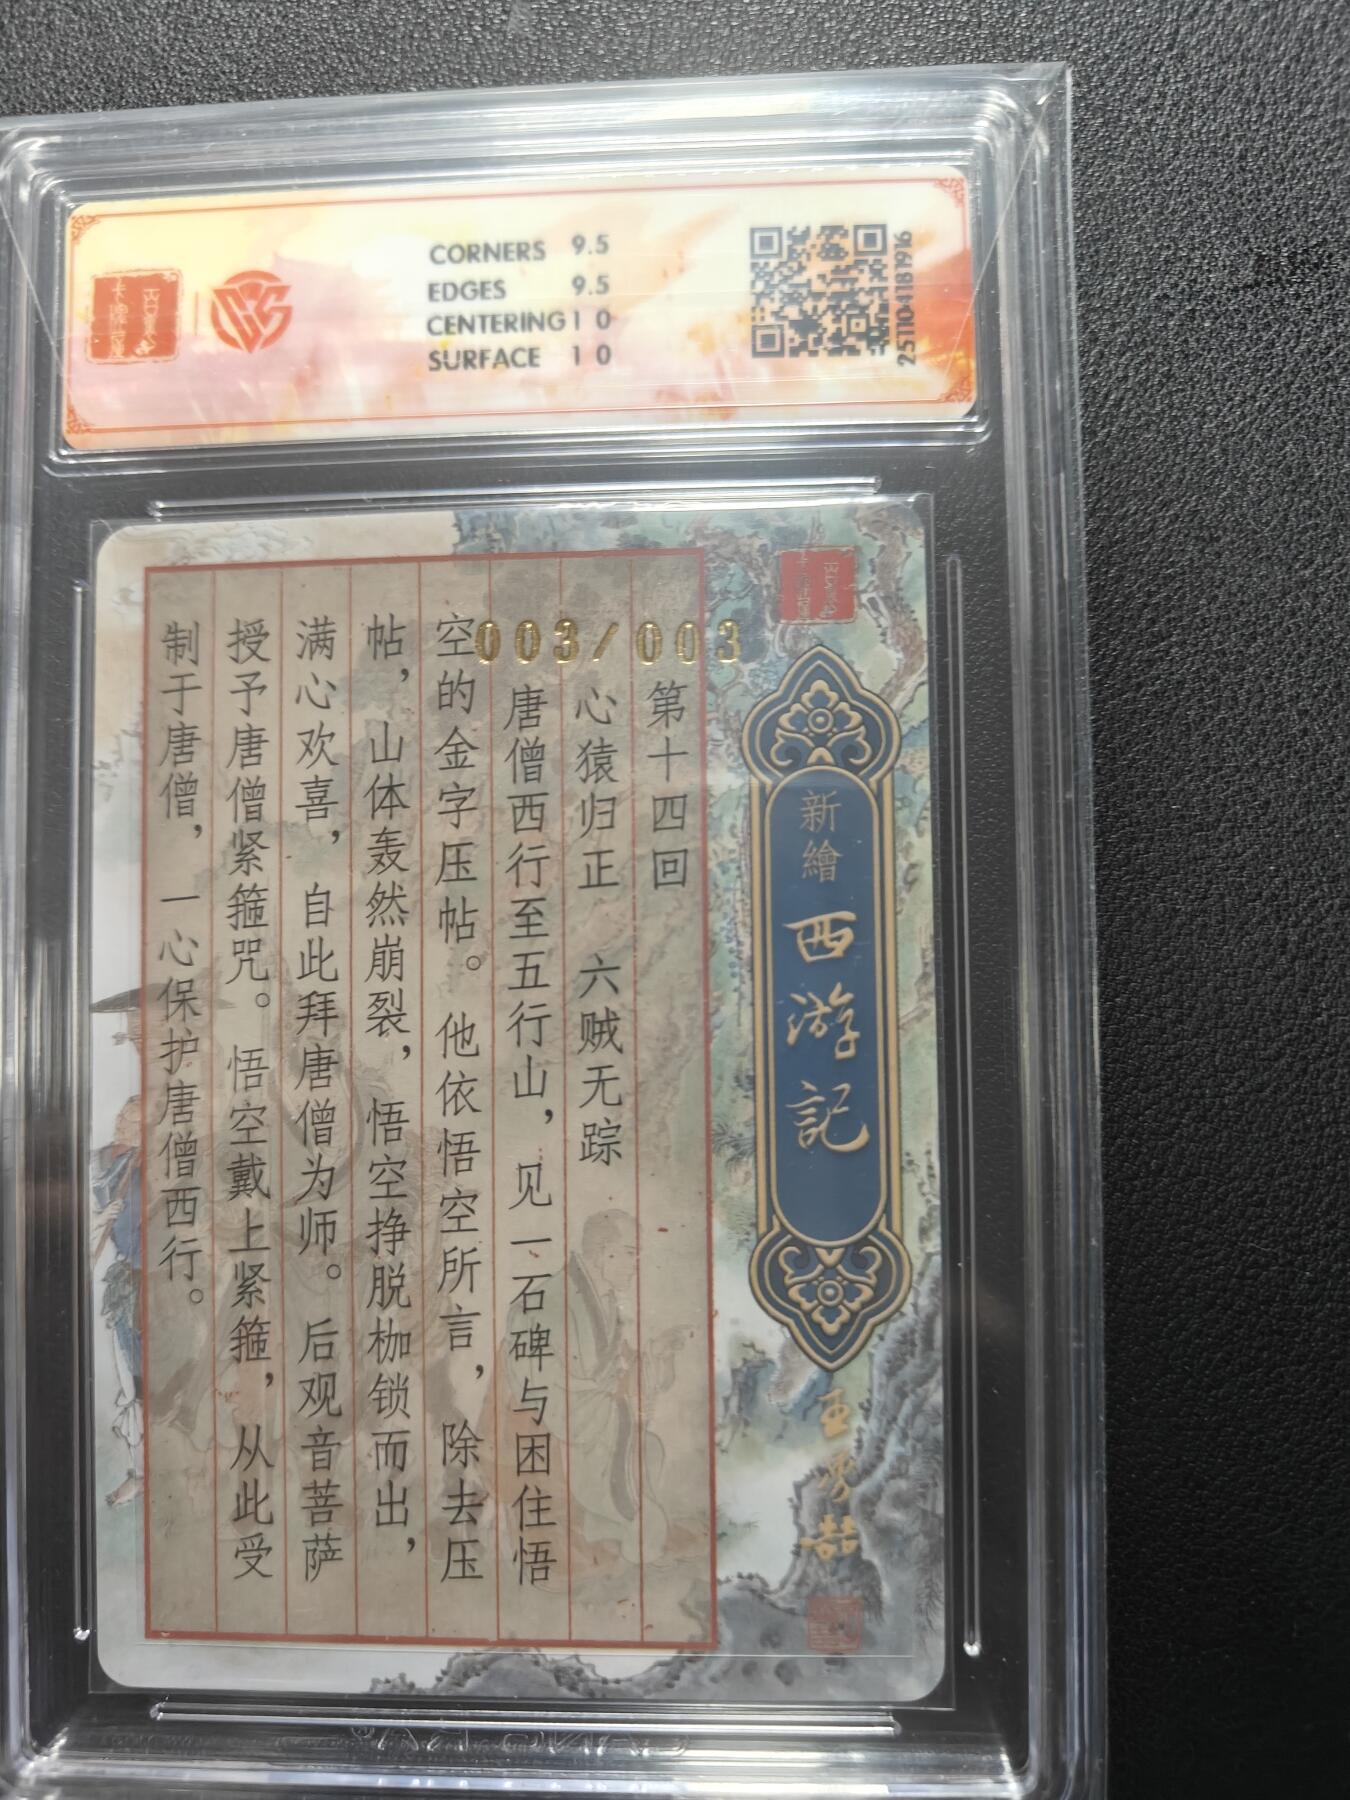 CORNERS 9.5
EDGES 9.5
CENTERING 10
SURFACE 10
251104181916
003/003
新繪
西游記
第十四回
心猿归正 六贼无踪
唐僧西行至五行山，见一石碑与困住悟
空的金字压帖。他依悟空所言，除去压
帖，山体轰然崩裂，悟空挣脱枷锁而出，
满心欢喜，自此拜唐僧为师。后观音菩萨
授予唐僧紧箍咒。悟空戴上紧箍，从此受
制于唐僧，一心保护唐僧西行。